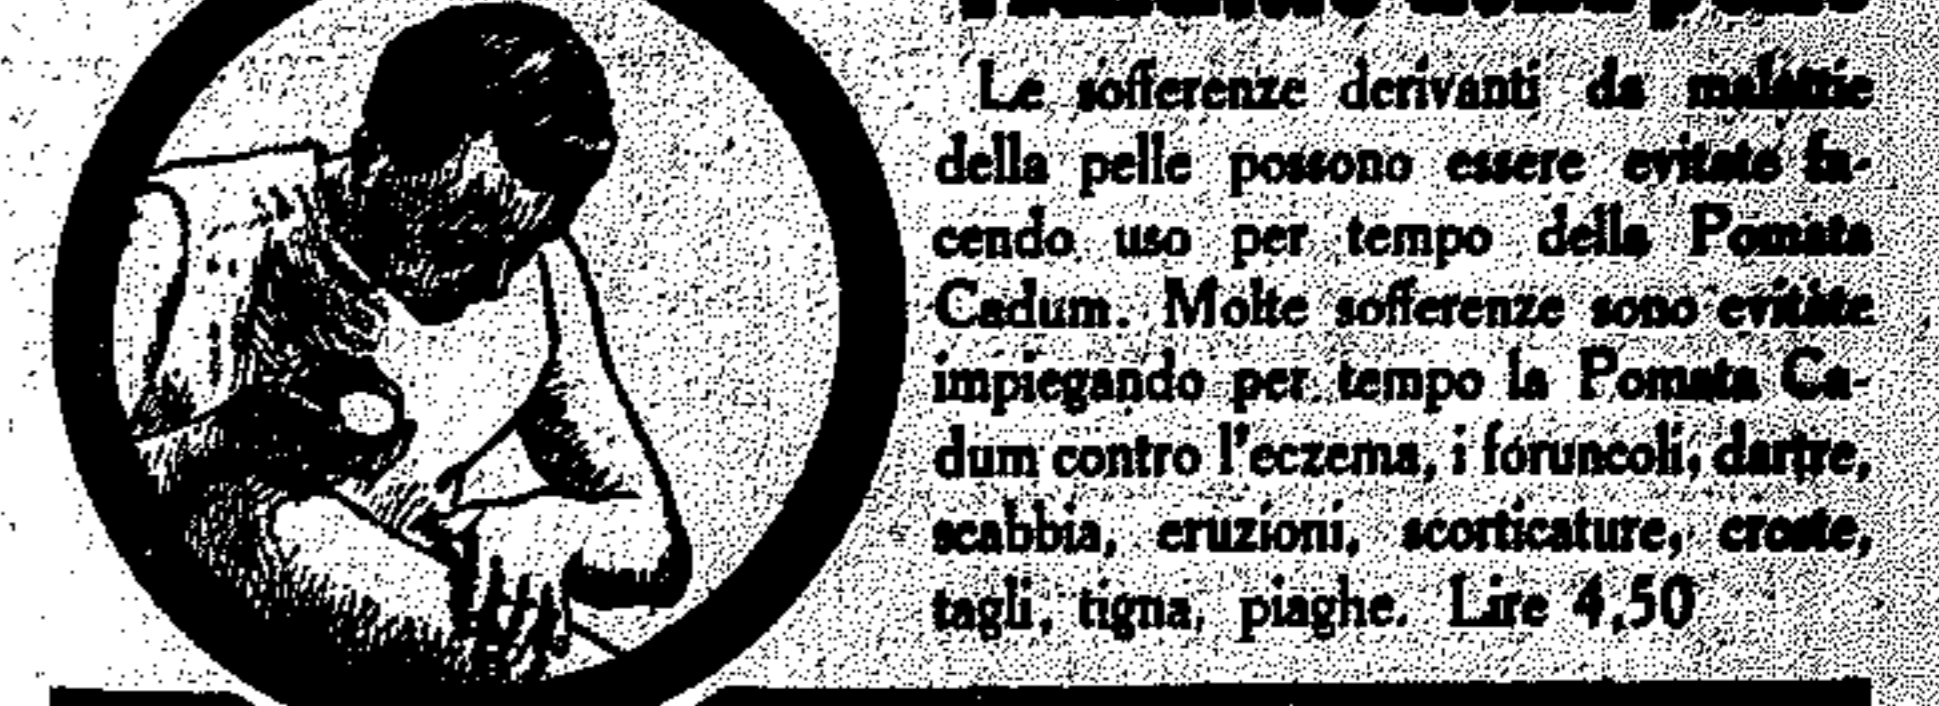 Le sofferenze derivanti da malattie
della pelle possono essere evitate fa-
cendo uso per tempo della Pomata
Cadum. Molte sofferenze sono evitate
impiegando per tempo la Pomata Ca-
dum contro l'eczema, i foruncoli, dartre,
scabbia, eruzioni, scorticature, croste,
tagli, tigna, piaghe. Lire 4,50